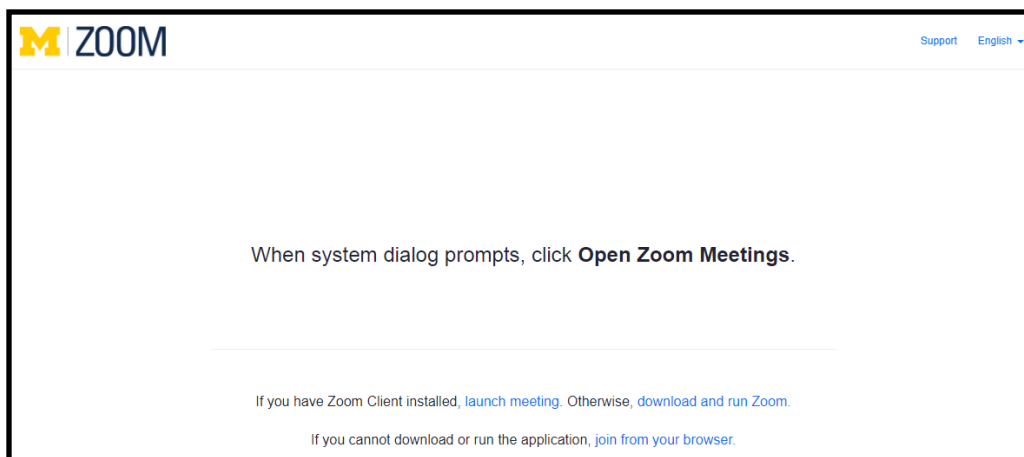 M ZOOM
Support English
When system dialog prompts, click Open Zoom Meetings.
If you have Zoom Client installed, launch meeting. Otherwise, download and run Zoom.
If you cannot download or run the application, join from your browser.